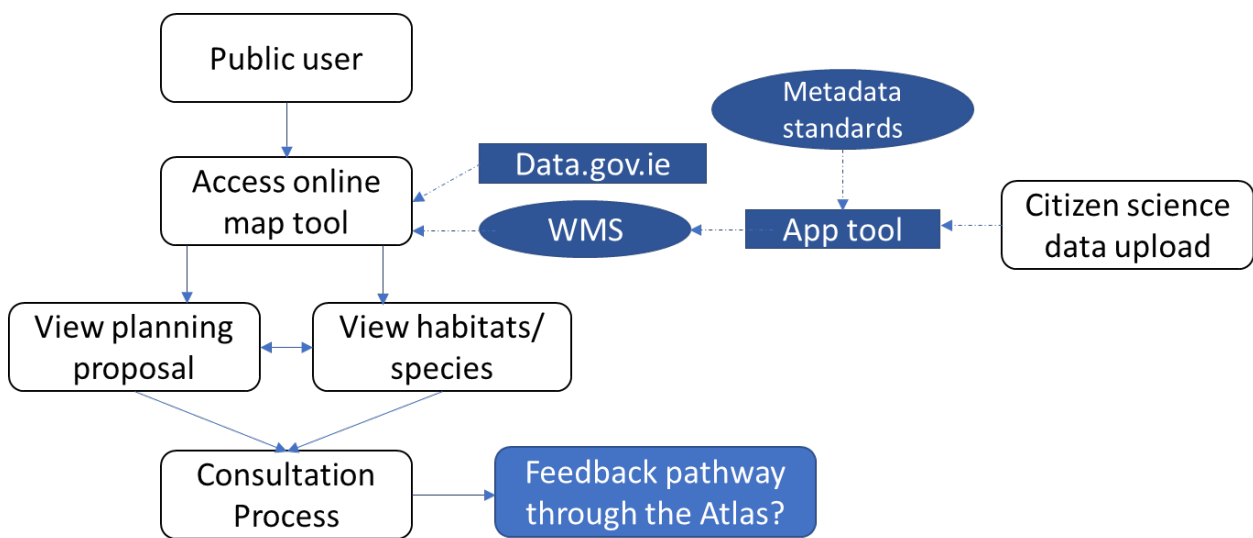 Public user
Metadata
standards
Data.gov.ie
Access online
map tool
WMS
App tool
Citizen science
data upload
View planning
proposal
View habitats/
species
Consultation
Process
Feedback pathway
through the Atlas?